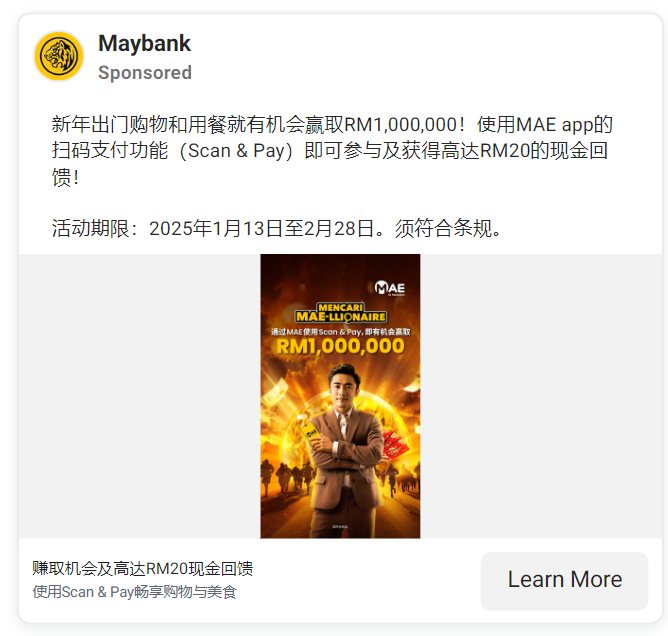 Maybank
Sponsored
新年出门购物和用餐就有机会赢取RM1,000,000！使用MAE app的
扫码支付功能（Scan & Pay）即可参与及获得高达RM20的现金回
馈！
活动期限：2025年1月13日至2月28日。须符合条规。
MAE
MENCARI
MAE-LLIONAIRE
通过MAE使用Scan & Pay，即有机会赢取
RM1,000,000
赚取机会及高达RM20现金回馈
使用Scan & Pay畅享购物与美食
Learn More